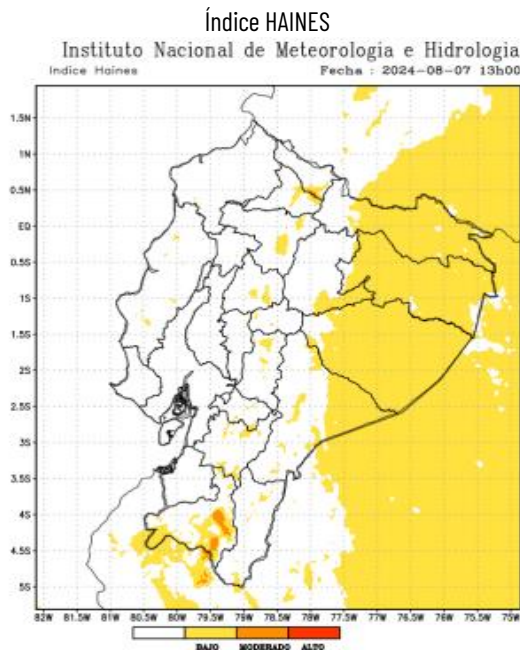 Índice HAINES
Instituto Nacional de Meteorologia e Hidrologia
Indice Haines Fecha : 2024-08-07 13h00
1.5N
1N
0.5N
EQ
0.5S
1S
1.5S
2S
2.5S
3S
3.5S
4S
4.5S
5S
82W 81.5W 81W 80.5W 80W 79.5W 79W 78.5W 78W 77.5W 77W 76.5W 76W 75.5W 75W
BAJO MODERADO ALTO